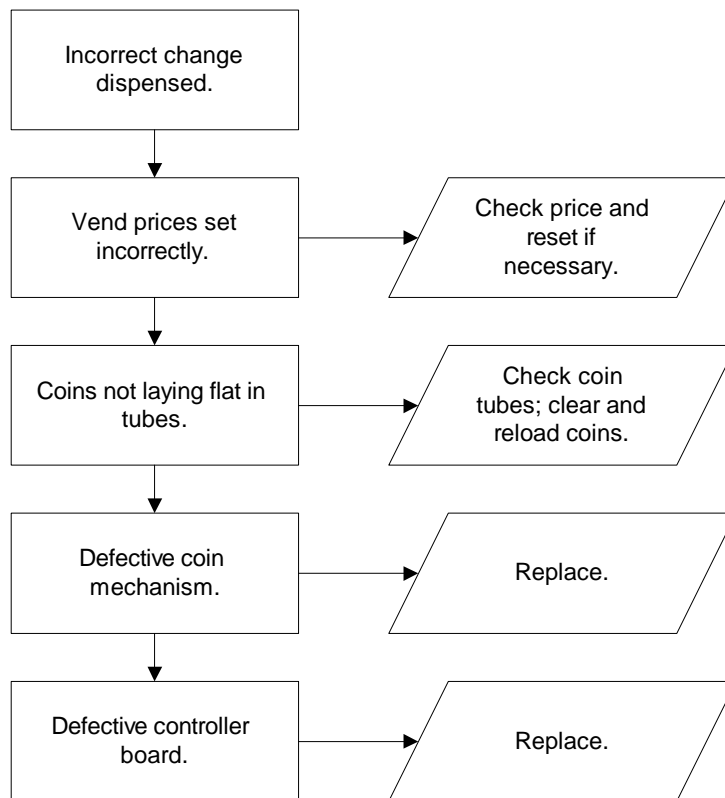 Incorrect change
dispensed.
Vend prices set
incorrectly.
Check price and
reset if
necessary.
Coins not laying flat in
tubes.
Check coin
tubes; clear and
reload coins.
Defective coin
mechanism.
Replace.
Defective controller
board.
Replace.